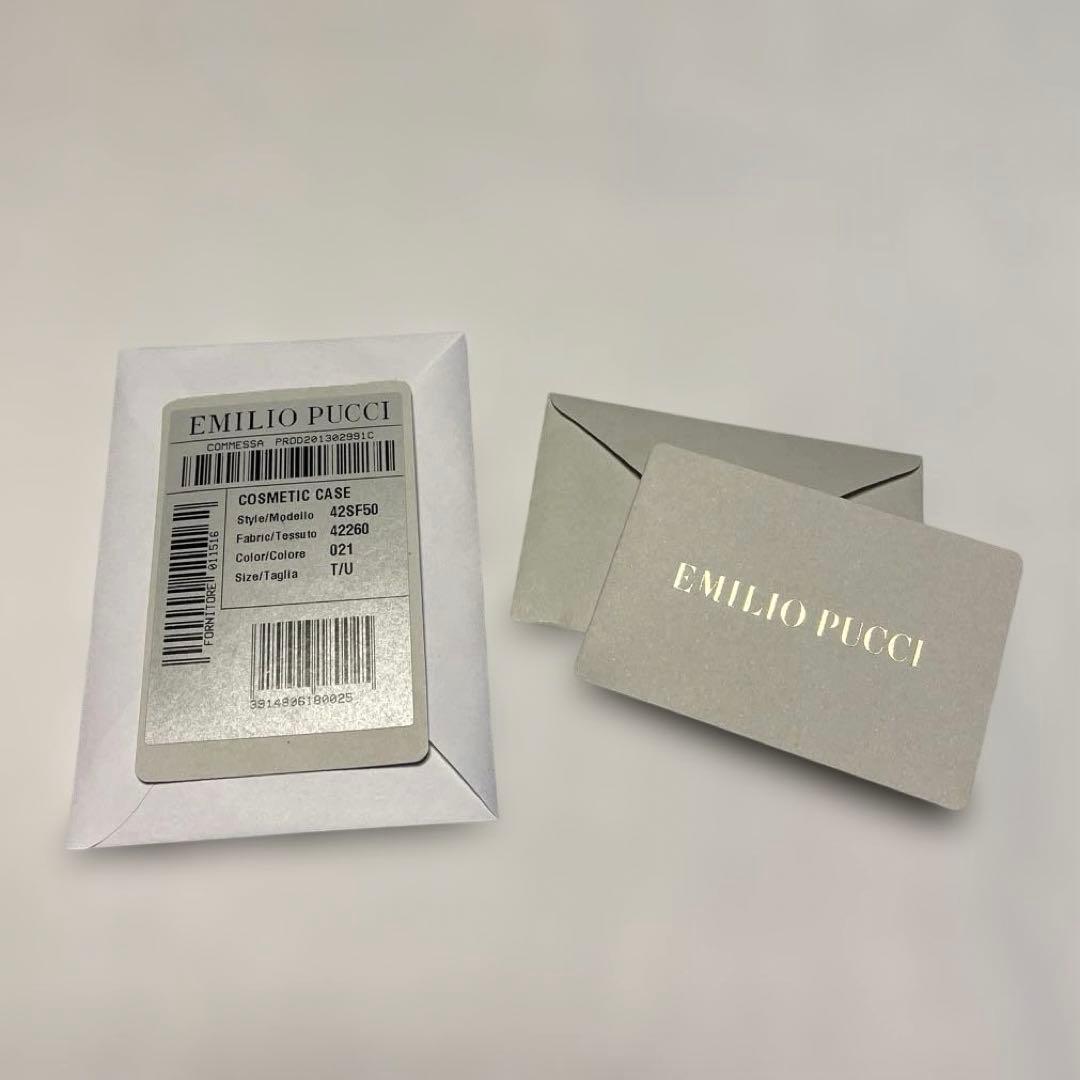 EMILIO PUCCI
COMMESSA PROD201302991C
COSMETIC CASE
Style/Modello 42SF50
Fabric/Tessuto 42260
Color/Colore 021
Size/Taglia T/U
FORNITORE 011516
3914806180025
EMILIO PUCCI